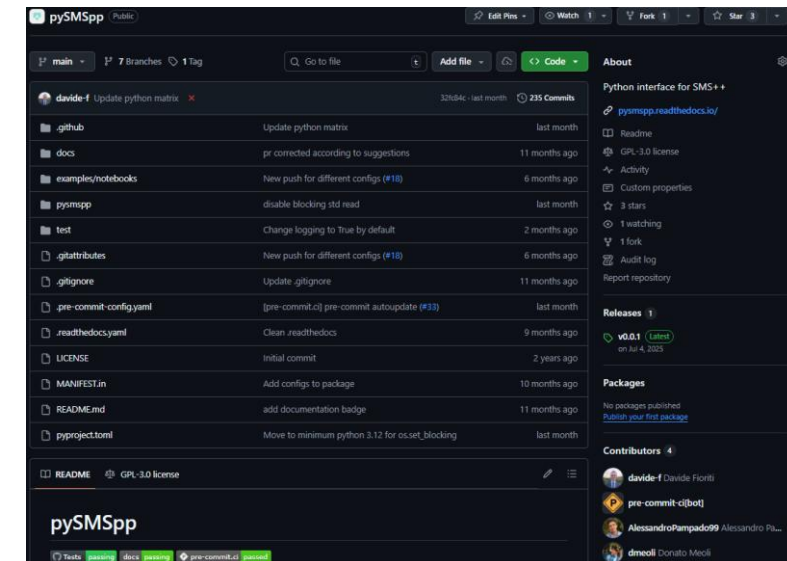 pySMSpp Public
Edit Pins Watch 1 Fork 1 Star 3
main 7 Branches 1 Tag Go to file t Add file Code
davide-f Update python matrix last month 235 Commits
.github Update python matrix last month
docs pr corrected according to suggestions 11 months ago
examples/notebooks New push for different configs (#18) 6 months ago
pysmspp disable blocking std read last month
test Change logging to True by default 2 months ago
.gitattributes New push for different configs (#18) 6 months ago
.gitignore Update .gitignore 11 months ago
.pre-commit-config.yaml [pre-commit.ci] pre-commit autoupdate (#33) last month
.readthedocs.yaml Clean .readthedocs 9 months ago
LICENSE Initial commit 2 years ago
MANIFEST.in Add configs to package 10 months ago
README.md add documentation badge 11 months ago
pyproject.toml Move to minimum python 3.12 for os.set_blocking last month
README GPL-3.0 license
pySMSpp
Tests passing docs passing pre-commit.ci passed
About
Python interface for SMS++
pysmspp.readthedocs.io/
Readme
GPL-3.0 license
Activity
Custom properties
3 stars
1 watching
1 fork
Audit log
Report repository
Releases 1
v0.0.1 Latest
on Jul 4, 2025
Packages
No packages published
Publish your first package
Contributors 4
davide-f Davide Fioriti
pre-commit-ci[bot]
AlessandroPampado99 Alessandro Pa...
dmeoli Donato Meoli